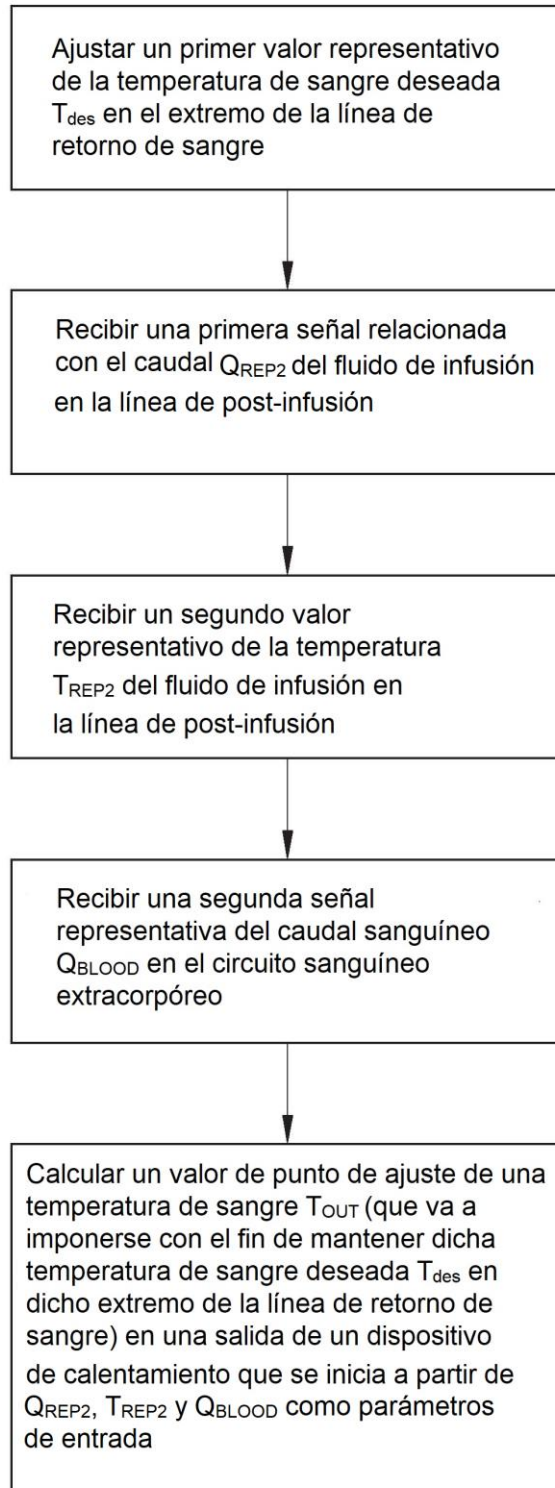 Ajustar un primer valor representativo
de la temperatura de sangre deseada
Tdes en el extremo de la línea de
retorno de sangre
Recibir una primera señal relacionada
con el caudal QREP2 del fluido de infusión
en la línea de post-infusión
Recibir un segundo valor
representativo de la temperatura
TREP2 del fluido de infusión en
la línea de post-infusión
Recibir una segunda señal
representativa del caudal sanguíneo
QBLOOD en el circuito sanguíneo
extracorpóreo
Calcular un valor de punto de ajuste de una
temperatura de sangre TOUT (que va a
imponerse con el fin de mantener dicha
temperatura de sangre deseada Tdes en
dicho extremo de la línea de retorno de
sangre) en una salida de un dispositivo
de calentamiento que se inicia a partir de
QREP2, TREP2 y QBLOOD como parámetros
de entrada